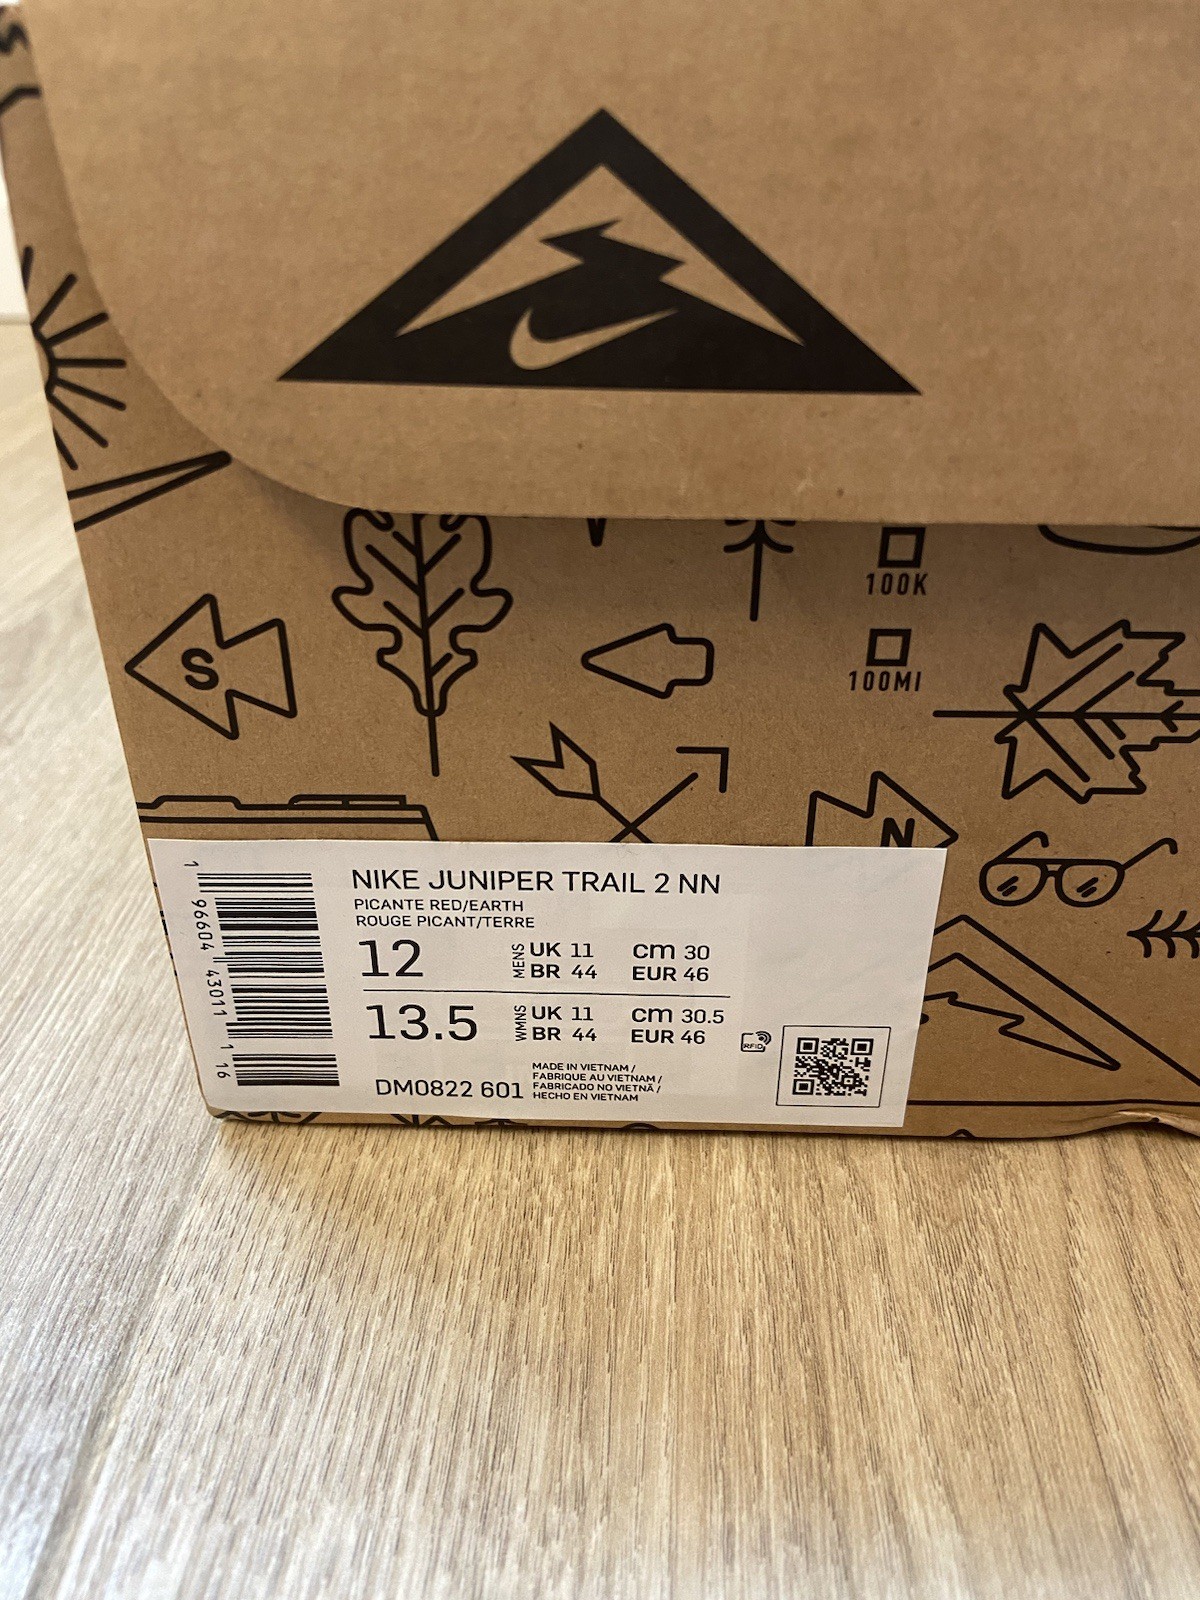 100K
100MI
S
N
NIKE JUNIPER TRAIL 2 NN
PICANTE RED/EARTH
ROUGE PICANT/TERRE
12 MENS UK 11 cm 30
BR 44 EUR 46
13.5 WMNS UK 11 cm 30.5
BR 44 EUR 46
RFID
DM0822 601
MADE IN VIETNAM /
FABRIQUE AU VIETNAM /
FABRICADO NO VIETNÃ /
HECHO EN VIETNAM
1 96604 43011 1 16